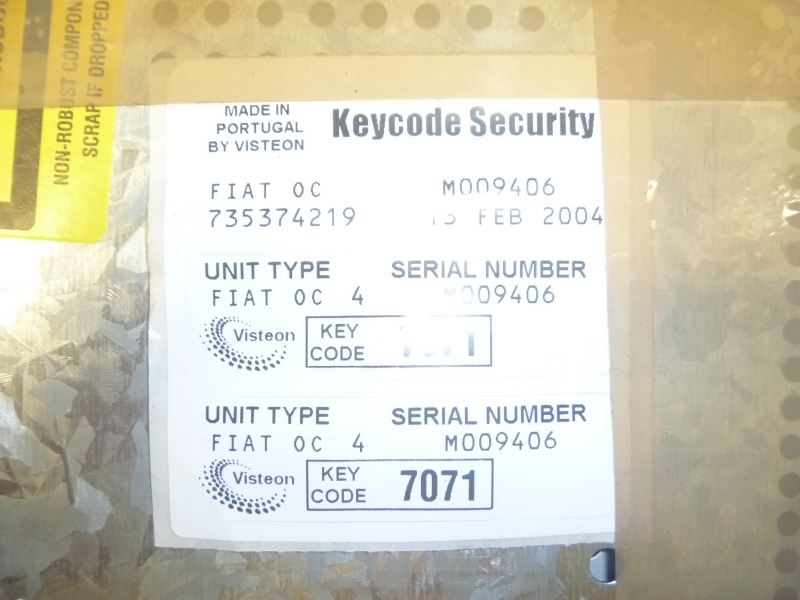 NON-ROBUST COMPON
SCRAP IF DROPPED
MADE IN
PORTUGAL
BY VISTEON
Keycode Security
FIAT OC M009406
735374219 13 FEB 2004
UNIT TYPE SERIAL NUMBER
FIAT OC 4 M009406
Visteon KEY
CODE
UNIT TYPE SERIAL NUMBER
FIAT OC 4 M009406
Visteon KEY
CODE 7071